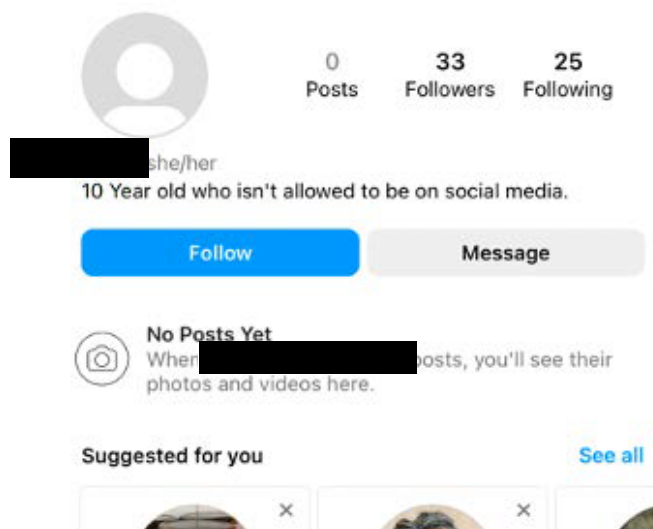 0 33 25
Posts Followers Following
she/her
10 Year old who isn't allowed to be on social media.
Follow Message
No Posts Yet
When posts, you'll see their
photos and videos here.
Suggested for you See all